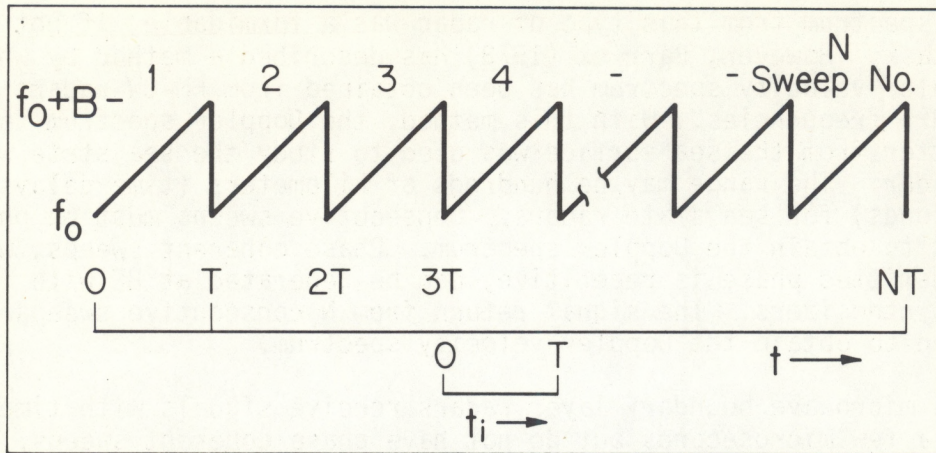 1 2 3 4 - - N
Sweep No.
f₀+B -
f₀
0 T 2T 3T NT
0 T t
tᵢ